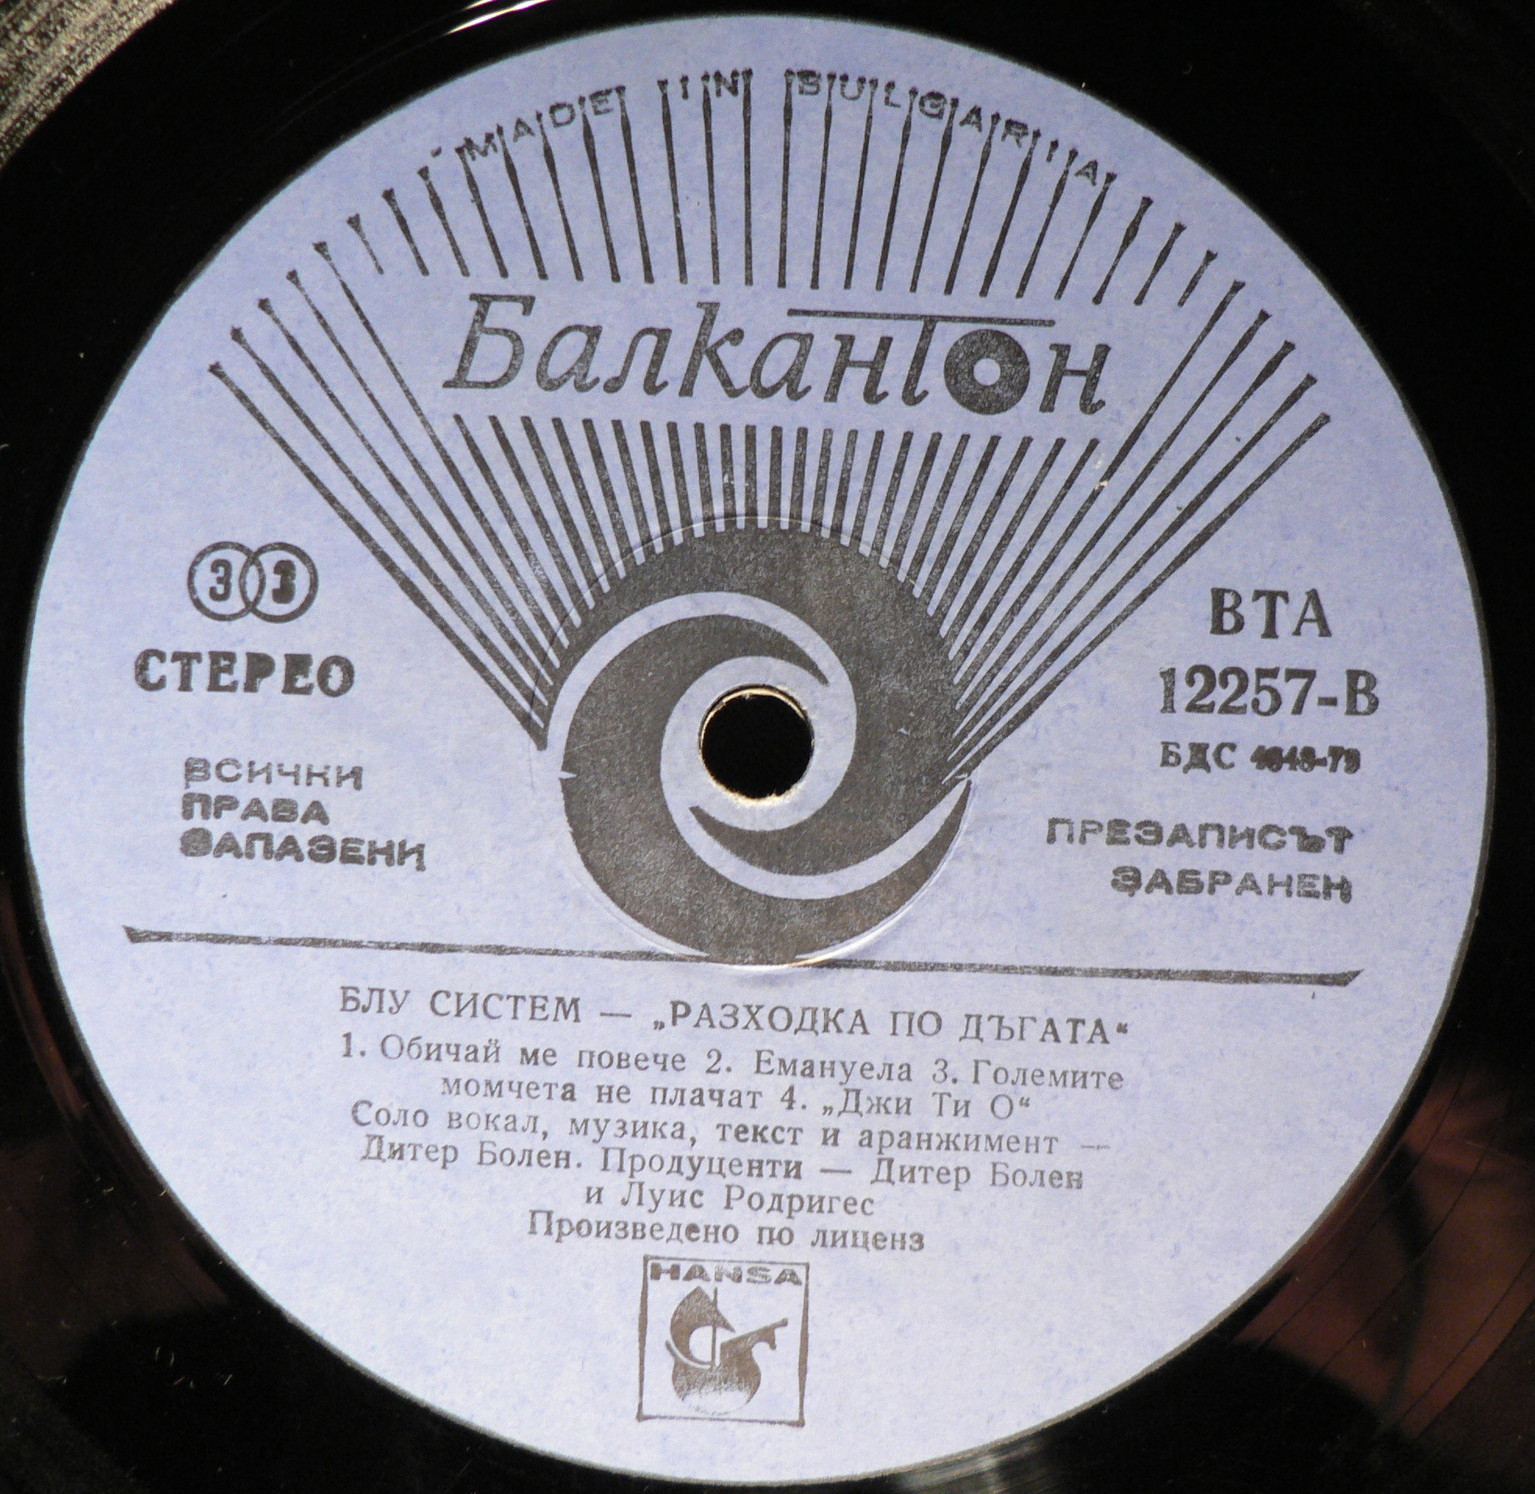 MADE IN BULGARIA
Балкантон
33
СТЕРЕО
ВСИЧКИ
ПРАВА
ЗАПАЗЕНИ
ВТА
12257-В
БДС
ПРЕЗАПИСЪТ
ЗАБРАНЕН
БЛУ СИСТЕМ — „РАЗХОДКА ПО ДЪГАТА“
1. Обичай ме повече 2. Емануела 3. Големите
момчета не плачат 4. „Джи Ти О“
Соло вокал, музика, текст и аранжимент —
Дитер Болен. Продуценти — Дитер Болен
и Луис Родригес
Произведено по лиценз
HANSA